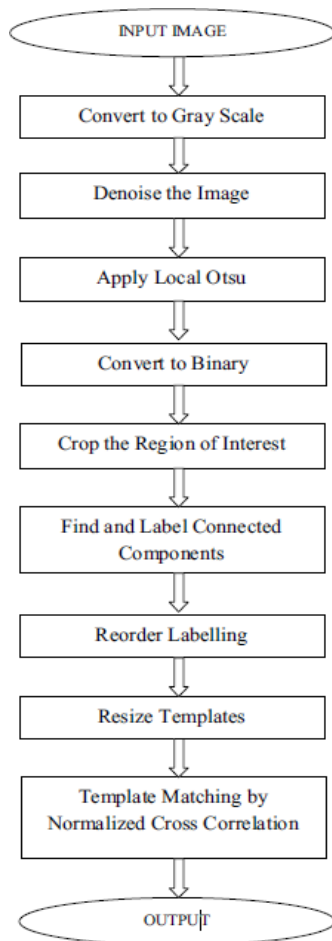 INPUT IMAGE
Convert to Gray Scale
Denoise the Image
Apply Local Otsu
Convert to Binary
Crop the Region of Interest
Find and Label Connected
Components
Reorder Labelling
Resize Templates
Template Matching by
Normalized Cross Correlation
OUTPUT